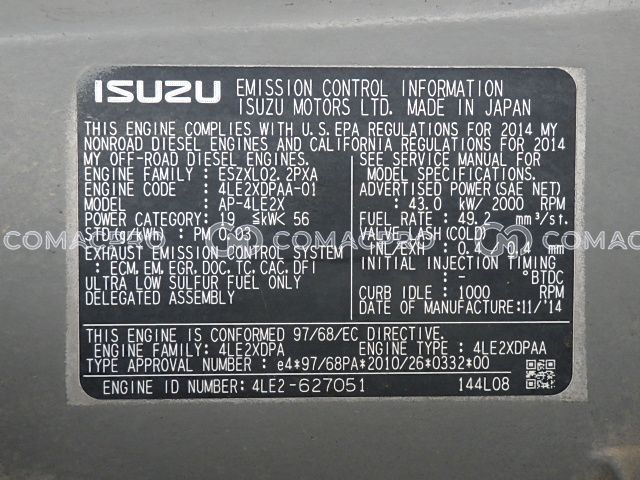 ISUZU EMISSION CONTROL INFORMATION
ISUZU MOTORS LTD. MADE IN JAPAN
THIS ENGINE COMPLIES WITH U.S.EPA REGULATIONS FOR 2014 MY
NONROAD DIESEL ENGINES AND CALIFORNIA REGULATIONS FOR 2014
MY OFF-ROAD DIESEL ENGINES.
ENGINE FAMILY : ESZXL02.2PXA
ENGINE CODE : 4LE2XDPAA-01
MODEL : AP-4LE2X
POWER CATEGORY : 19 ≦kW< 56
STD(g/kWh) : PM 0.03
EXHAUST EMISSION CONTROL SYSTEM
: ECM, EM, EGR, DOC, TC, CAC, DFI
ULTRA LOW SULFUR FUEL ONLY
DELEGATED ASSEMBLY
SEE SERVICE MANUAL FOR
MODEL SPECIFICATIONS.
ADVERTISED POWER(SAE NET)
: 43.0 kW/ 2000 RPM
FUEL RATE : 49.2 mm³/st.
VALVE LASH (COLD)
INL/EXH : 0.4 / 0.4 mm
INITIAL INJECTION TIMING
: - °BTDC
CURB IDLE : 1000 RPM
DATE OF MANUFACTURE: 11/'14
THIS ENGINE IS CONFORMED 97/68/EC DIRECTIVE.
ENGINE FAMILY: 4LE2XDPA ENGINE TYPE : 4LE2XDPAA
TYPE APPROVAL NUMBER : e4*97/68PA*2010/26*0332*00
ENGINE ID NUMBER: 4LE2-627051 144L08
COMACPRO COMACPRO COMACPRO